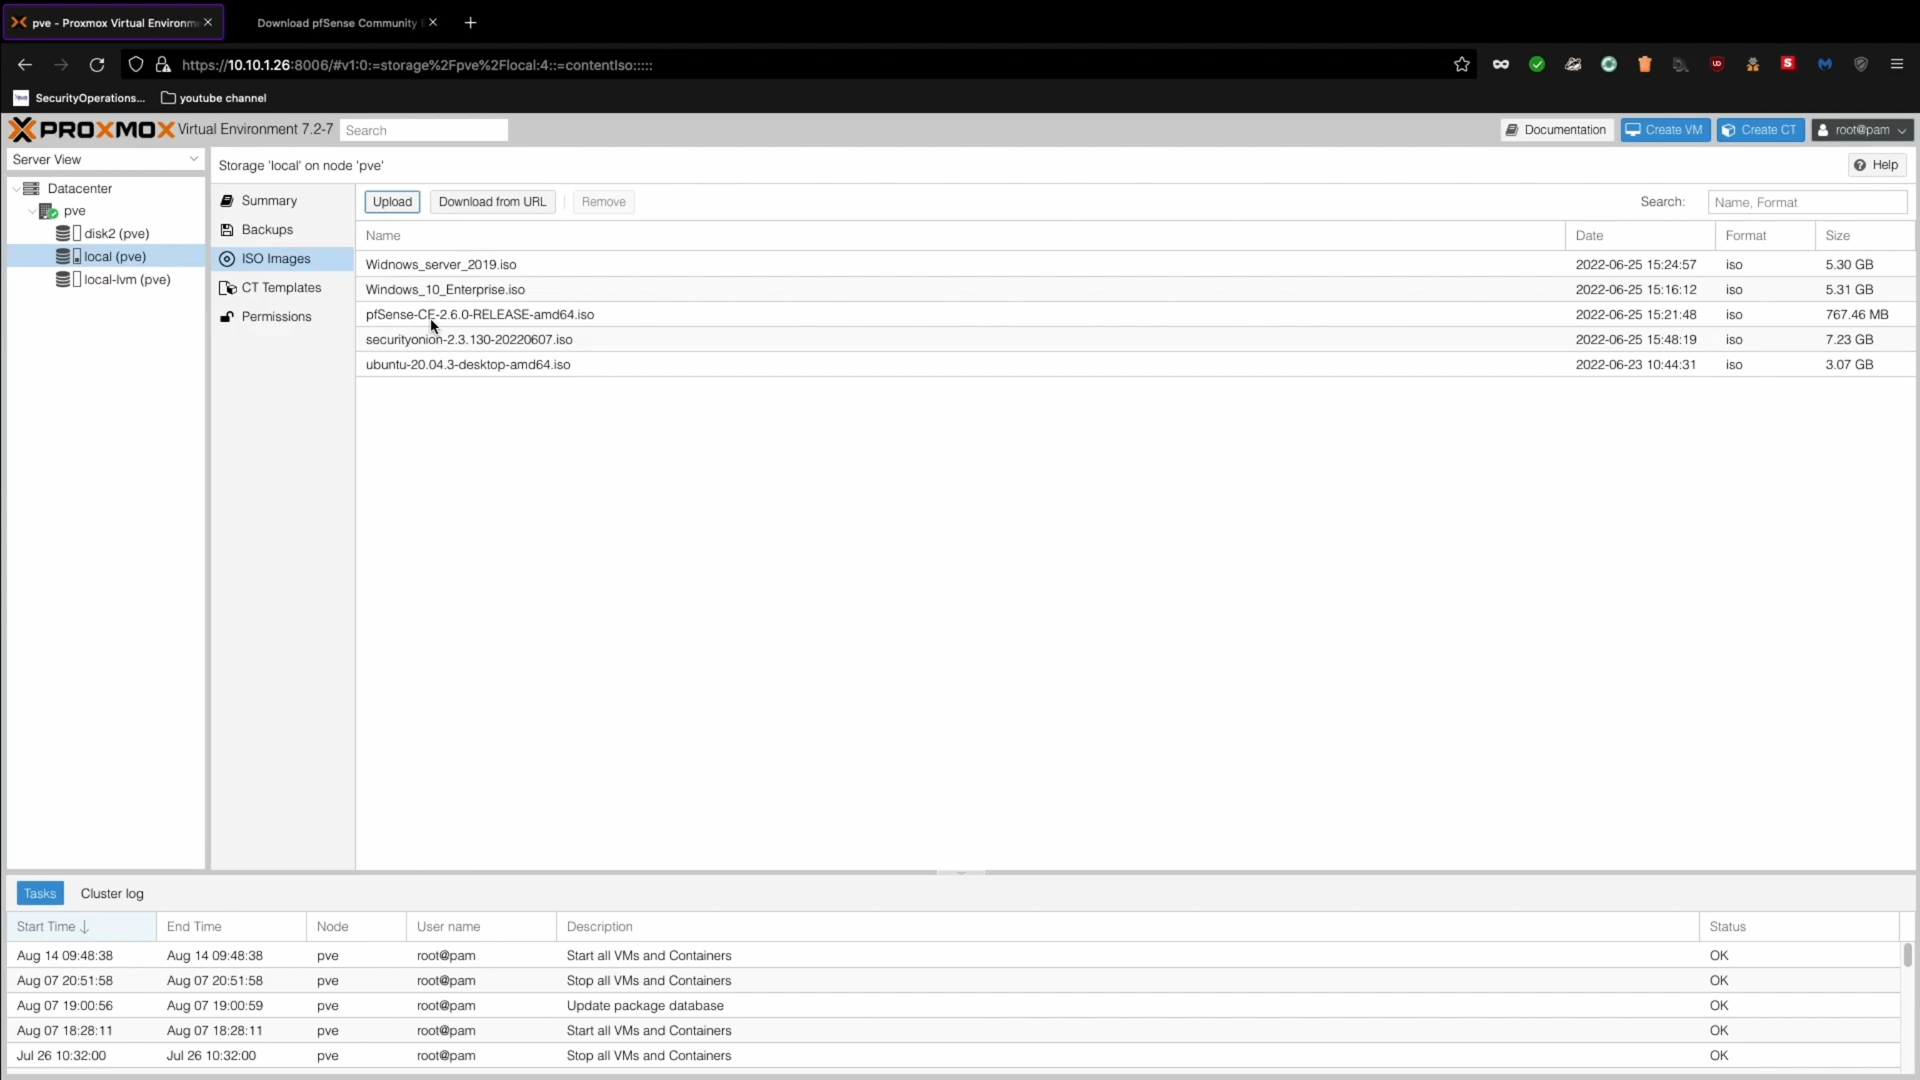 pve - Proxmox Virtual Environm
Download pfSense Community E
https://10.10.1.26:8006/#v1:0:=storage%2Fpve%2Flocal:4::=contentIso:::::
SecurityOperations...
youtube channel
PROXMOX Virtual Environment 7.2-7
Search
Documentation
Create VM
Create CT
root@pam
Server View
Storage 'local' on node 'pve'
Help
Datacenter
pve
disk2 (pve)
local (pve)
local-lvm (pve)
Summary
Backups
ISO Images
CT Templates
Permissions
Upload
Download from URL
Remove
Search:
Name, Format
Name Date Format Size
Widnows_server_2019.iso 2022-06-25 15:24:57 iso 5.30 GB
Windows_10_Enterprise.iso 2022-06-25 15:16:12 iso 5.31 GB
pfSense-CE-2.6.0-RELEASE-amd64.iso 2022-06-25 15:21:48 iso 767.46 MB
securityonion-2.3.130-20220607.iso 2022-06-25 15:48:19 iso 7.23 GB
ubuntu-20.04.3-desktop-amd64.iso 2022-06-23 10:44:31 iso 3.07 GB
Tasks
Cluster log
Start Time End Time Node User name Description Status
Aug 14 09:48:38 Aug 14 09:48:38 pve root@pam Start all VMs and Containers OK
Aug 07 20:51:58 Aug 07 20:51:58 pve root@pam Stop all VMs and Containers OK
Aug 07 19:00:56 Aug 07 19:00:59 pve root@pam Update package database OK
Aug 07 18:28:11 Aug 07 18:28:11 pve root@pam Start all VMs and Containers OK
Jul 26 10:32:00 Jul 26 10:32:00 pve root@pam Stop all VMs and Containers OK